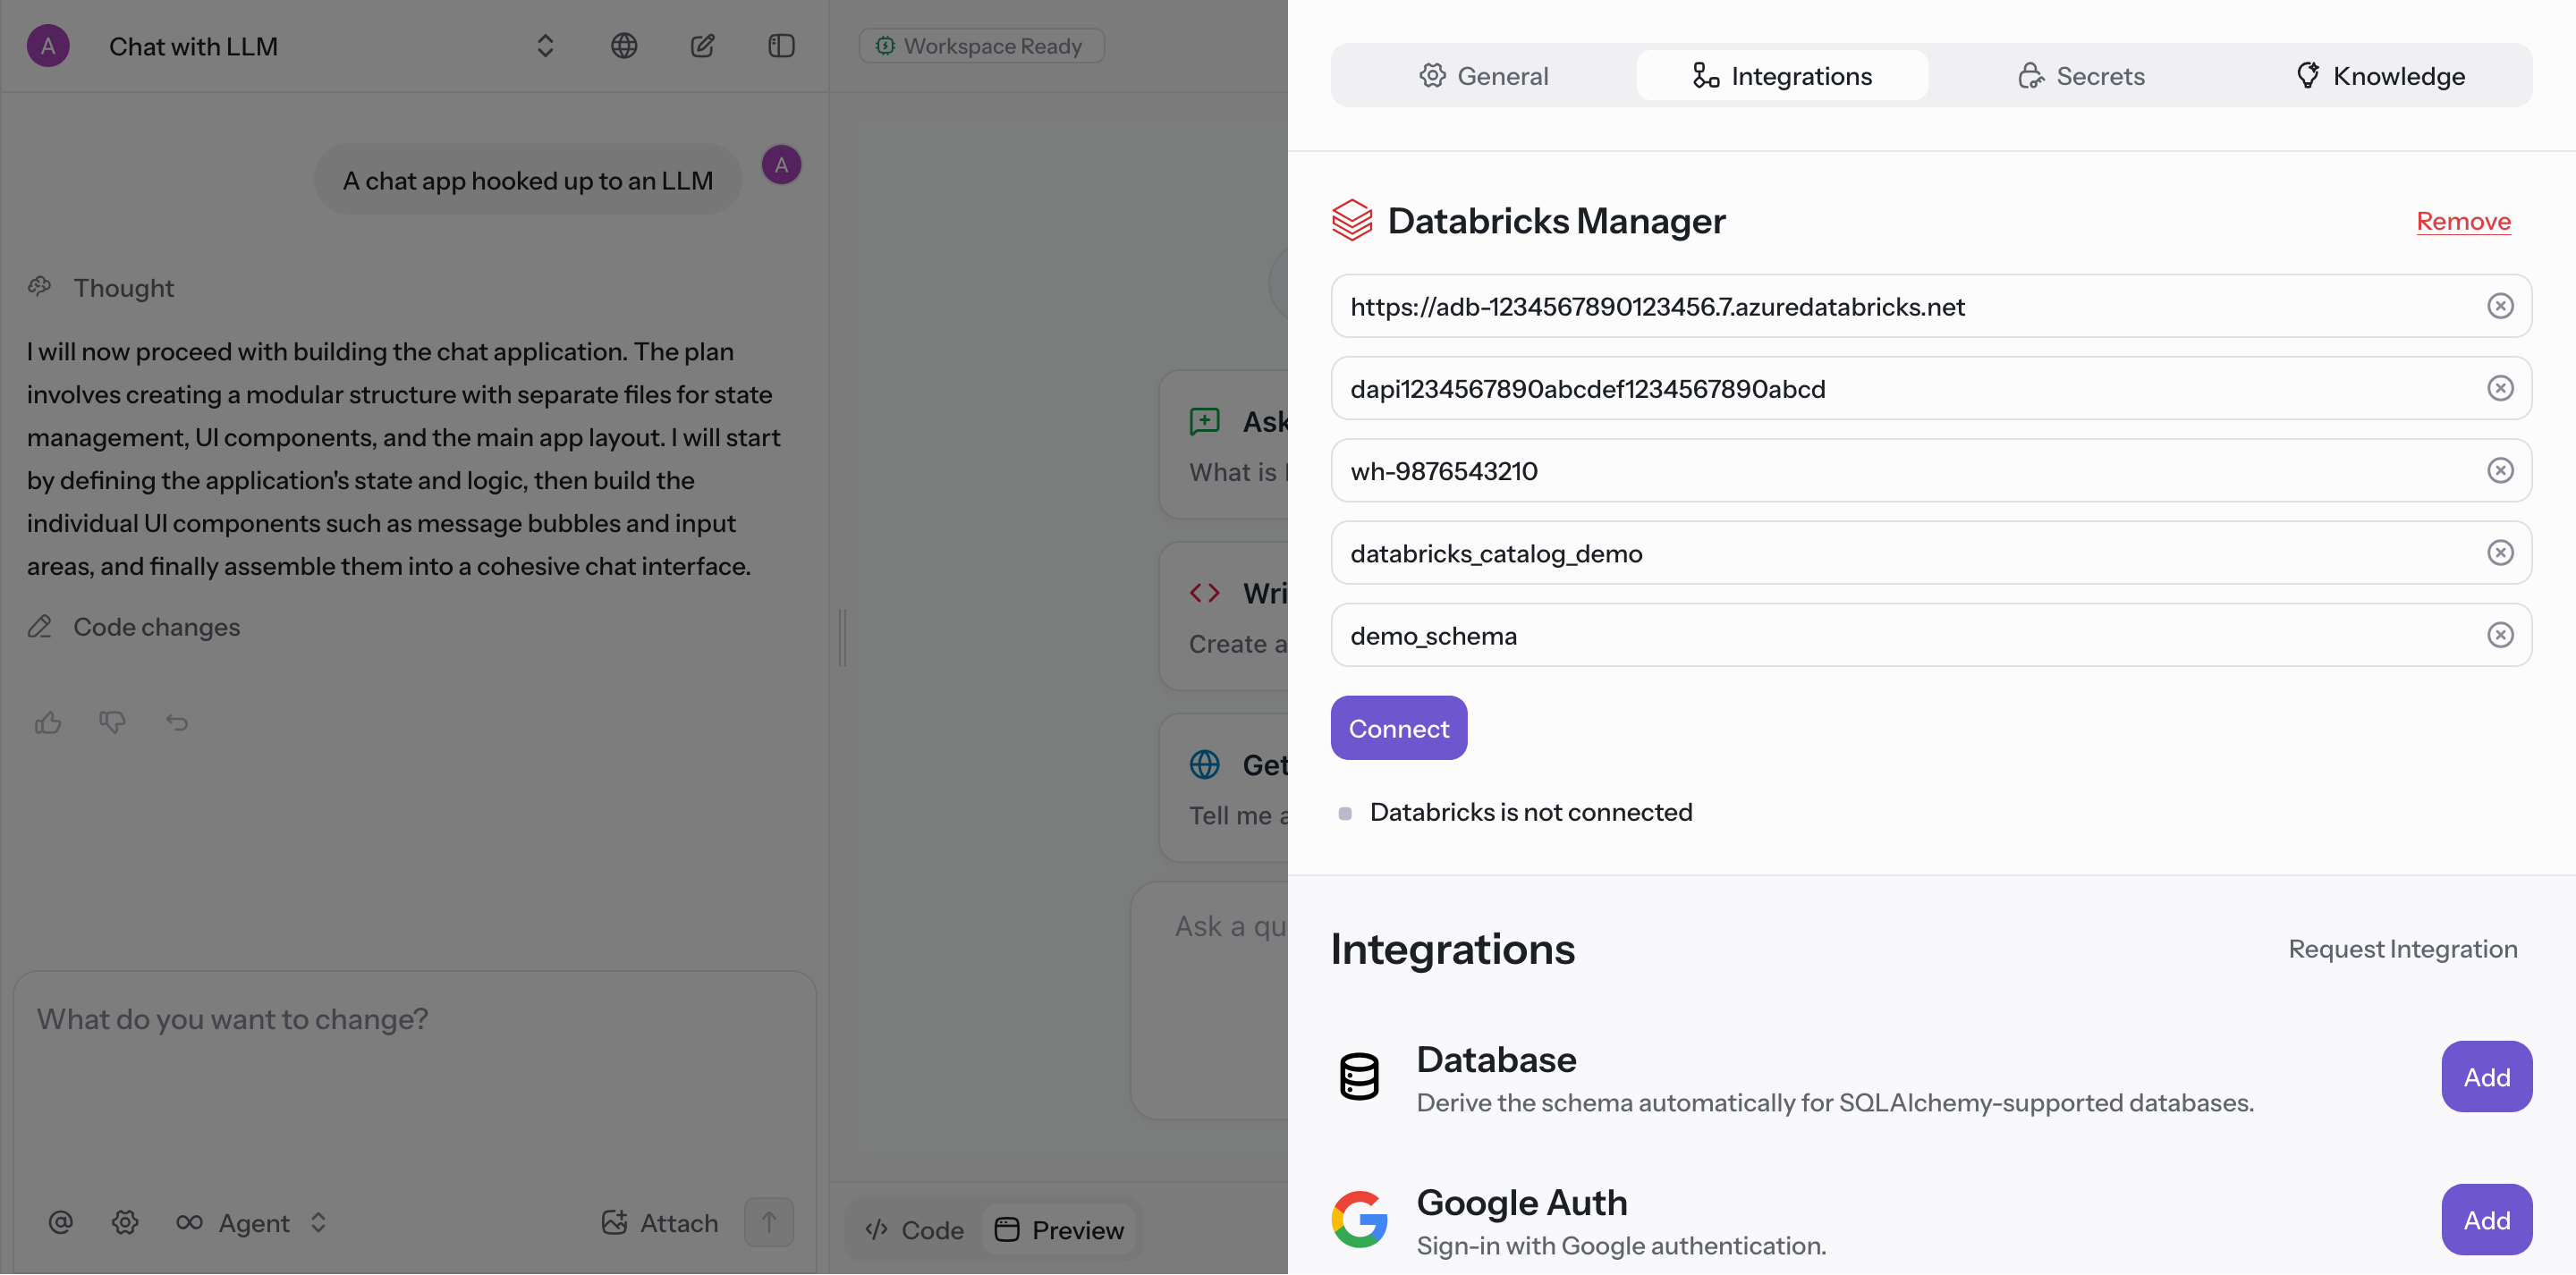 A
Chat with LLM
Workspace Ready
General
Integrations
Secrets
Knowledge
A chat app hooked up to an LLM
A
Thought
I will now proceed with building the chat application. The plan
involves creating a modular structure with separate files for state
management, UI components, and the main app layout. I will start
by defining the application's state and logic, then build the
individual UI components such as message bubbles and input
areas, and finally assemble them into a cohesive chat interface.
Code changes
What do you want to change?
Agent
Attach
Ask
What is
Wri
Create a
Get
Tell me a
Ask a qu
Code
Preview
Databricks Manager
Remove
https://adb-1234567890123456.7.azuredatabricks.net
dapi1234567890abcdef1234567890abcd
wh-9876543210
databricks_catalog_demo
demo_schema
Connect
Databricks is not connected
Integrations
Request Integration
Database
Derive the schema automatically for SQLAlchemy-supported databases.
Add
Google Auth
Sign-in with Google authentication.
Add